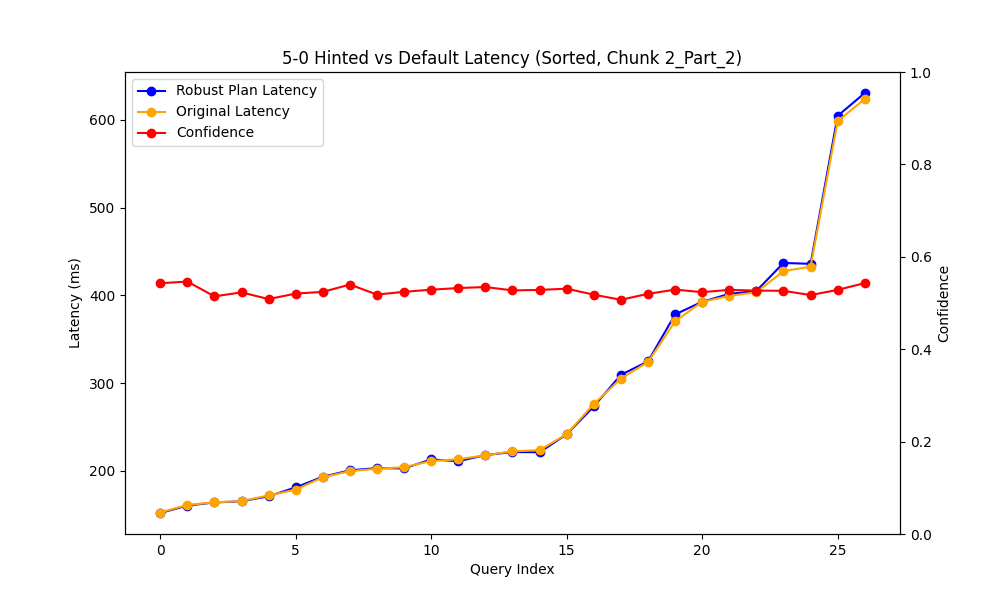 5-0 Hinted vs Default Latency (Sorted, Chunk 2_Part_2)
Robust Plan Latency
Original Latency
Confidence
Latency (ms)
600
500
400
300
200
1.0
0.8
0.6
0.4
0.2
0.0
Confidence
0 5 10 15 20 25
Query Index